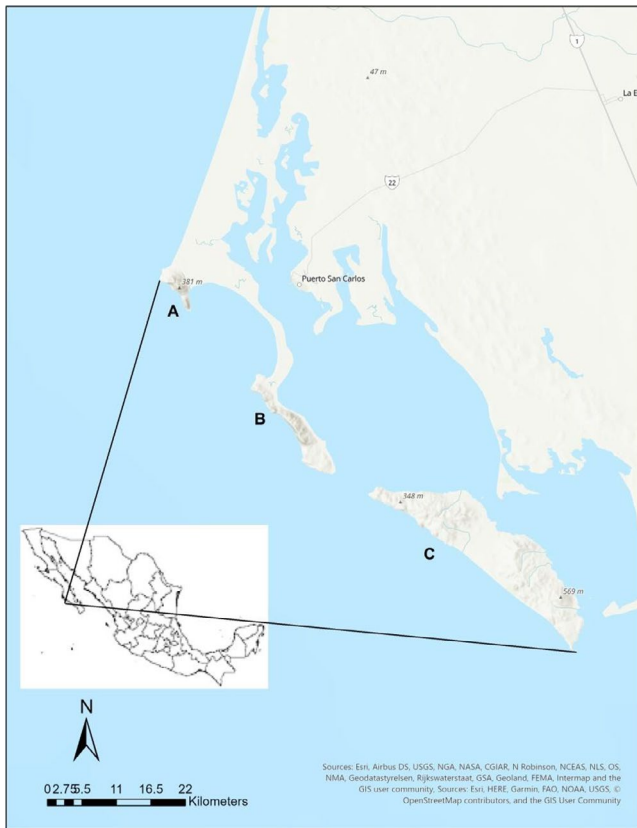 1
47 m
La E
22
Puerto San Carlos
381 m
A
B
348 m
C
569 m
N
0 2.75 5.5 11 16.5 22
Kilometers
Sources: Esri, Airbus DS, USGS, NGA, NASA, CGIAR, N Robinson, NCEAS, NLS, OS,
NMA, Geodatastyrelsen, Rijkswaterstaat, GSA, Geoland, FEMA, Intermap and the
GIS user community, Sources: Esri, HERE, Garmin, FAO, NOAA, USGS, ©
OpenStreetMap contributors, and the GIS User Community